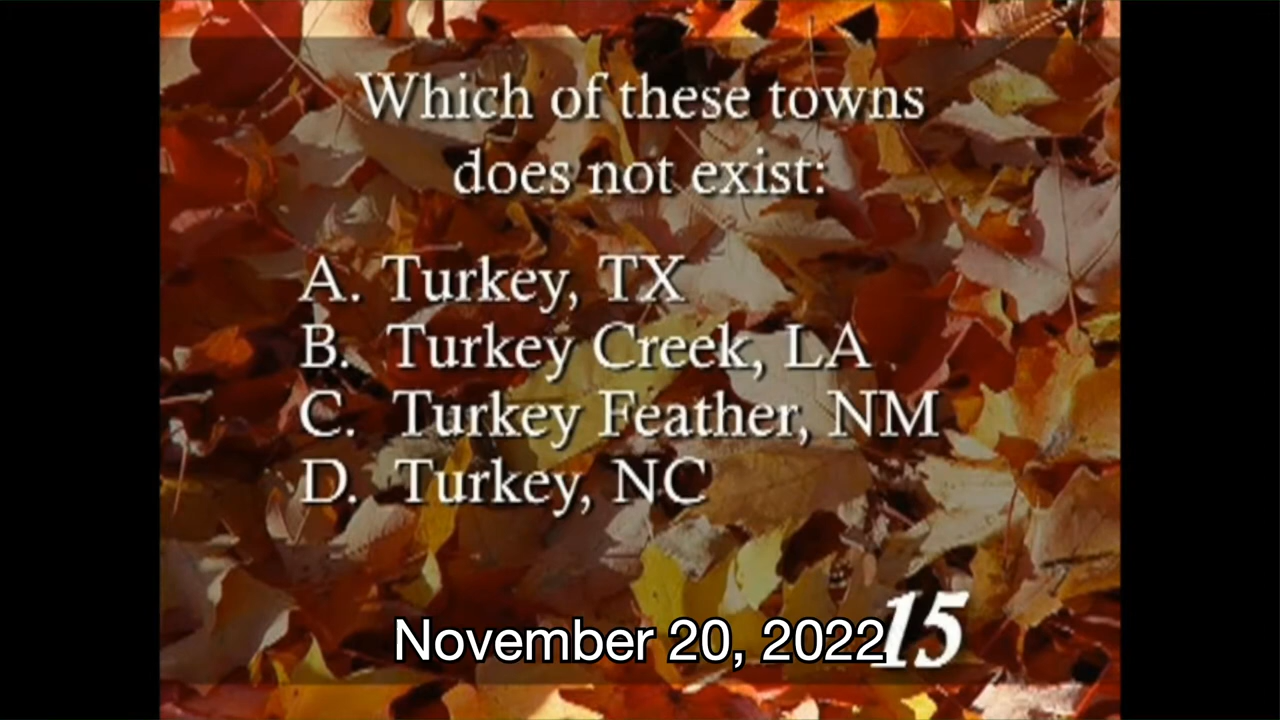 Which of these towns
does not exist:
A. Turkey, TX
B. Turkey Creek, LA
C. Turkey Feather, NM
D. Turkey, NC
November 20, 2022
15